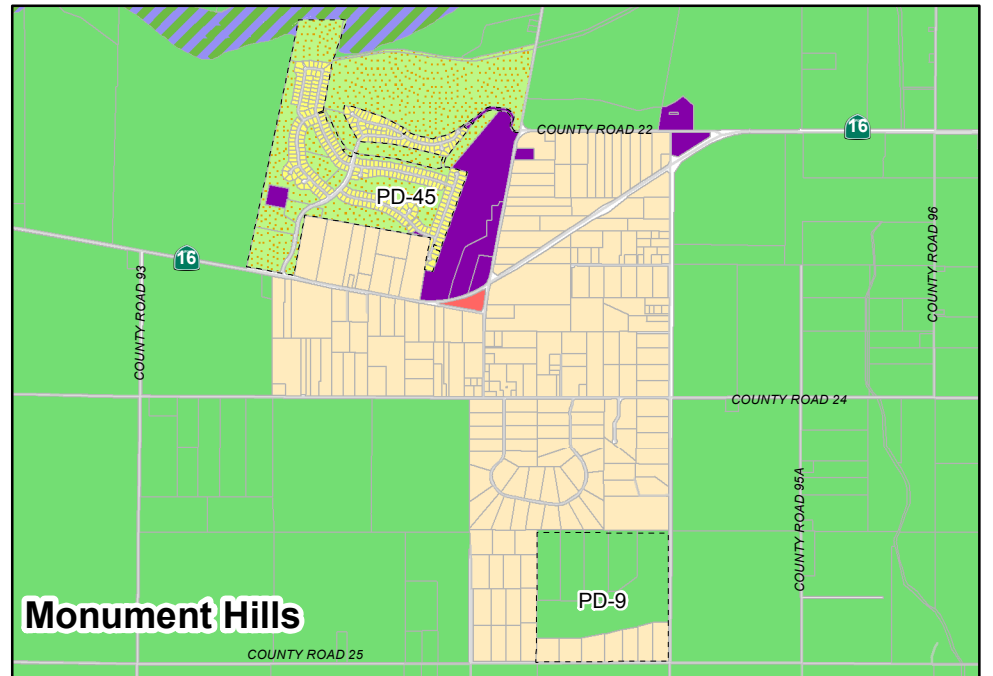 COUNTY ROAD 22
16
PD-45
COUNTY ROAD 96
16
COUNTY ROAD 93
COUNTY ROAD 24
COUNTY ROAD 95A
PD-9
Monument Hills
COUNTY ROAD 25